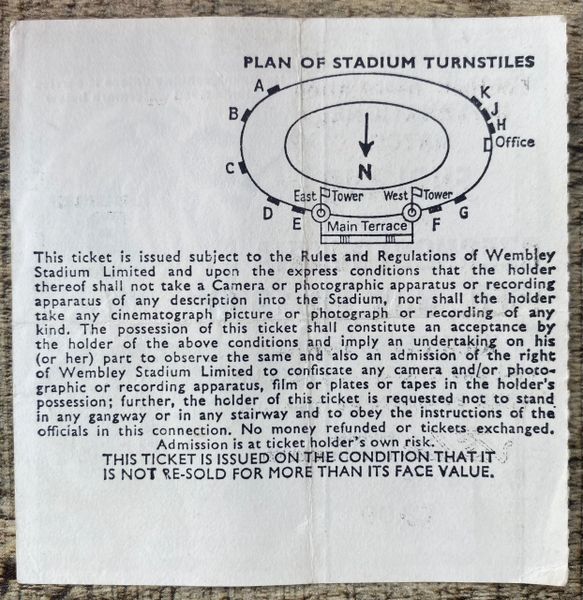 PLAN OF STADIUM TURNSTILES
A
K
B
J
H
Office
C
N
East Tower
West Tower
D
E
Main Terrace
F
G
This ticket is issued subject to the Rules and Regulations of Wembley
Stadium Limited and upon the express conditions that the holder
thereof shall not take a Camera or photographic apparatus or recording
apparatus of any description into the Stadium, nor shall the holder
take any cinematograph picture or photograph or recording of any
kind. The possession of this ticket shall constitute an acceptance by
the holder of the above conditions and imply an undertaking on his
(or her) part to observe the same and also an admission of the right
of Wembley Stadium Limited to confiscate any camera and/or photo-
graphic or recording apparatus, film or plates or tapes in the holder's
possession; further, the holder of this ticket is requested not to stand
in any gangway or in any stairway and to obey the instructions of the
officials in this connection. No money refunded or tickets exchanged.
Admission is at ticket holder's own risk.
THIS TICKET IS ISSUED ON THE CONDITION THAT IT
IS NOT RE-SOLD FOR MORE THAN ITS FACE VALUE.